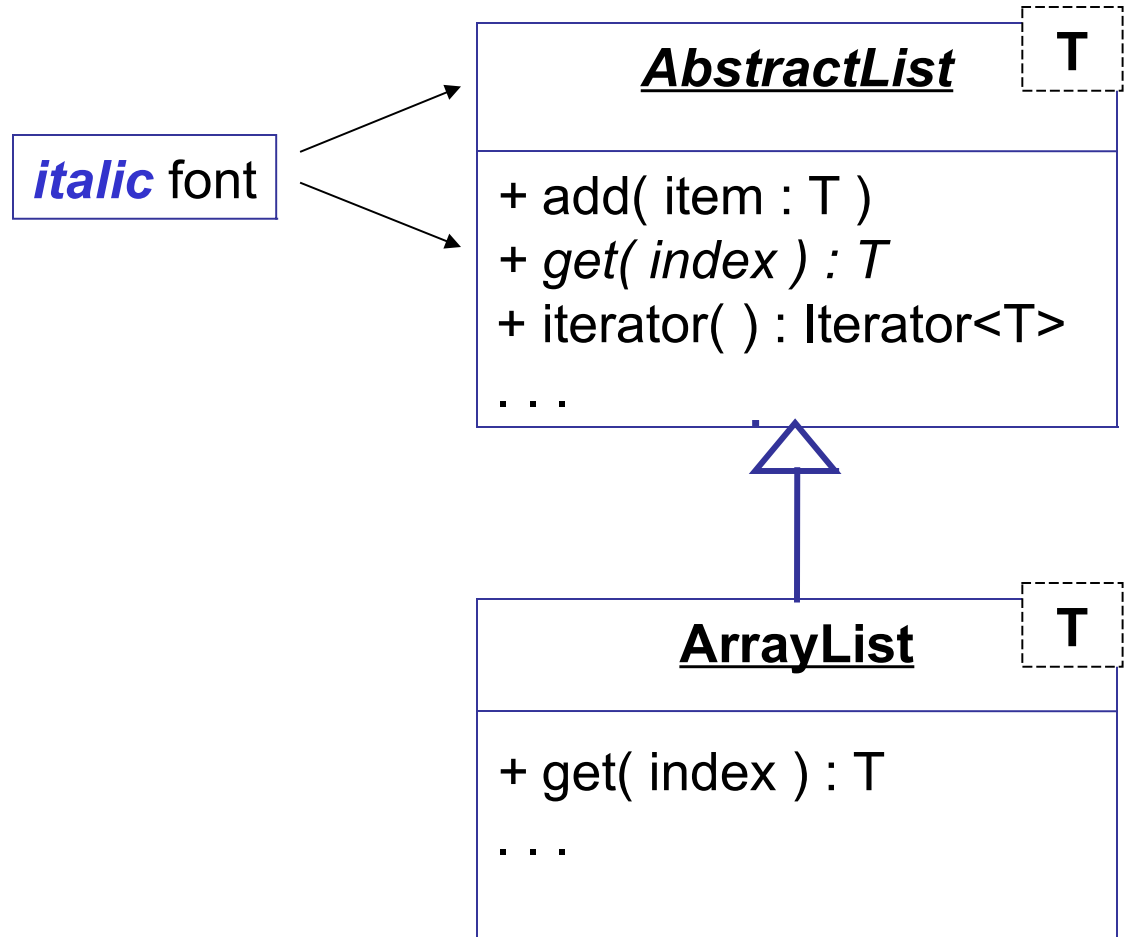 T
AbstractList
italic font
+ add( item : T )
+ get( index ) : T
+ iterator( ) : Iterator<T>
. . .
T
ArrayList
+ get( index ) : T
. . .